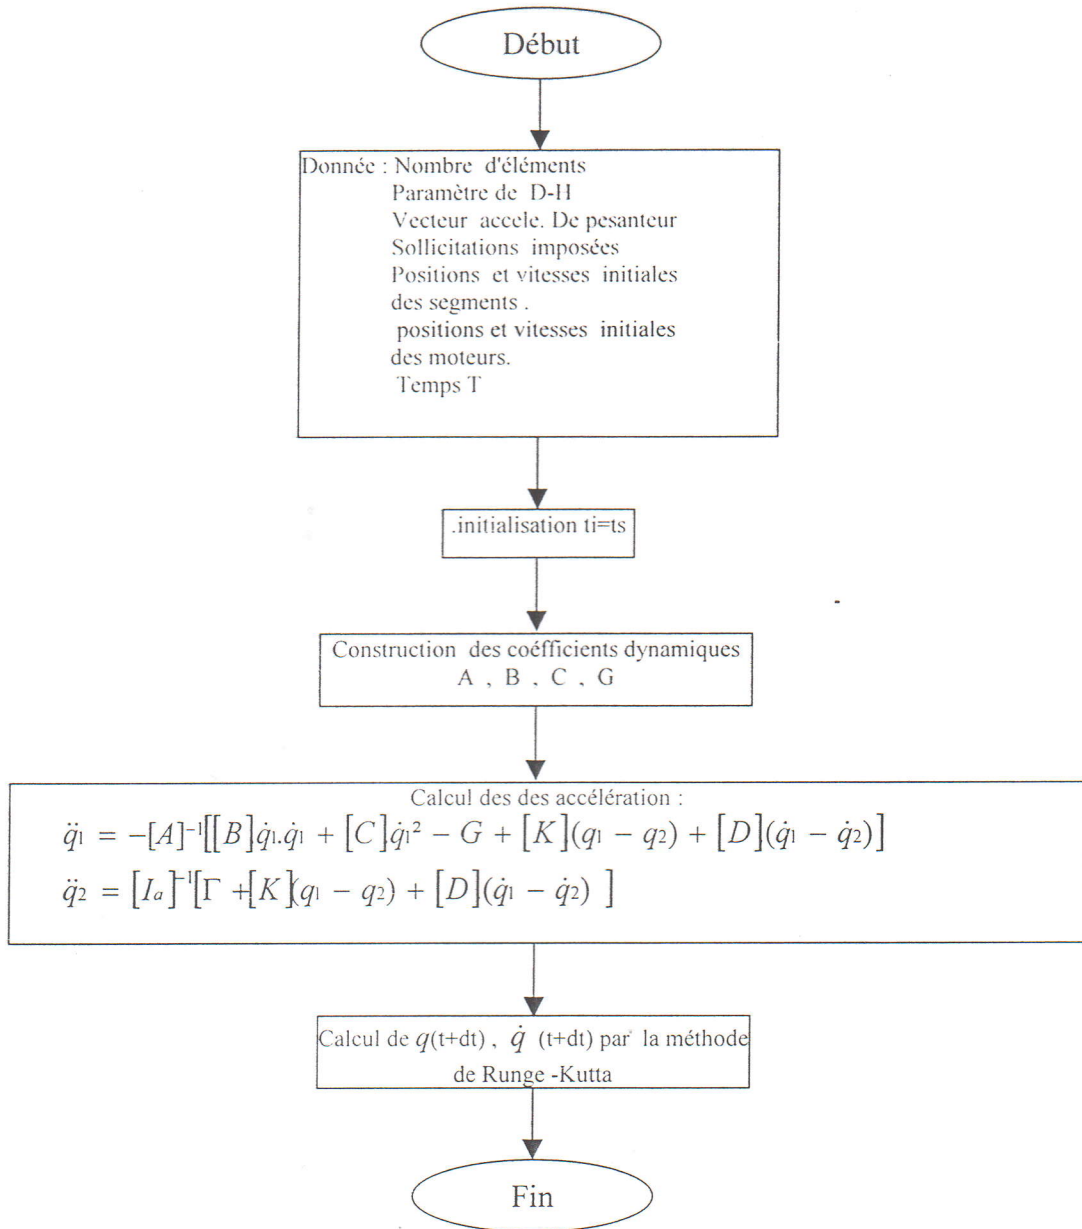 Début
Donnée : Nombre d'éléments
Paramètre de D-H
Vecteur accele. De pesanteur
Sollicitations imposées
Positions et vitesses initiales
des segments .
positions et vitesses initiales
des moteurs.
Temps T
.initialisation ti=ts
Construction des coéfficients dynamiques
A , B , C , G
Calcul des des accélération :
q̈₁ = -[A]⁻¹[[B]q̇₁.q̇₁ + [C]q̇₁² - G + [K](q₁ - q₂) + [D](q̇₁ - q̇₂)]
q̈₂ = [Iₐ]⁻¹[Γ +[K](q₁ - q₂) + [D](q̇₁ - q̇₂) ]
Calcul de q(t+dt) , q̇ (t+dt) par la méthode
de Runge -Kutta
Fin